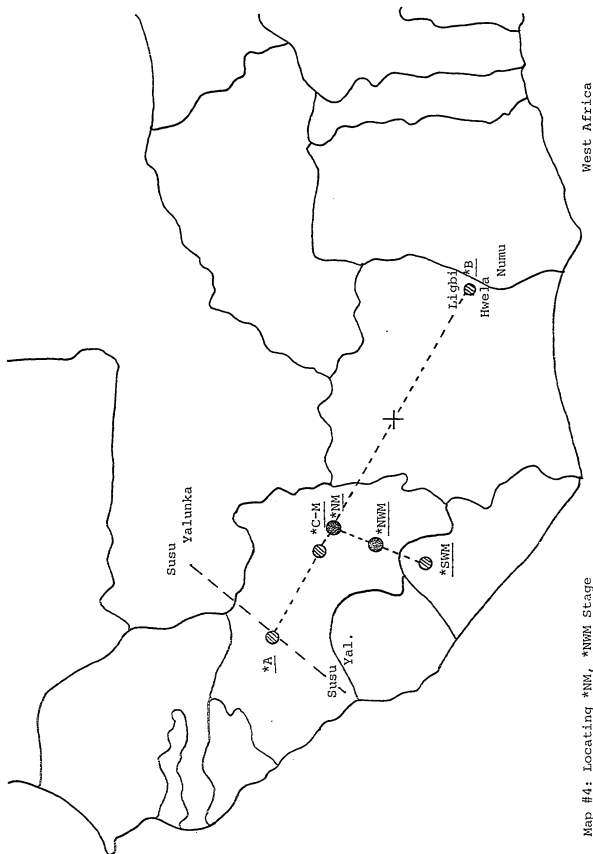 Susu
Yalunka
*A
*C-M
*NM
*NWM
*SWM
Susu
Yal.
Ligbi
*B
Hwela
Numu
West Africa
Map #4: Locating *NM, *NWM Stage